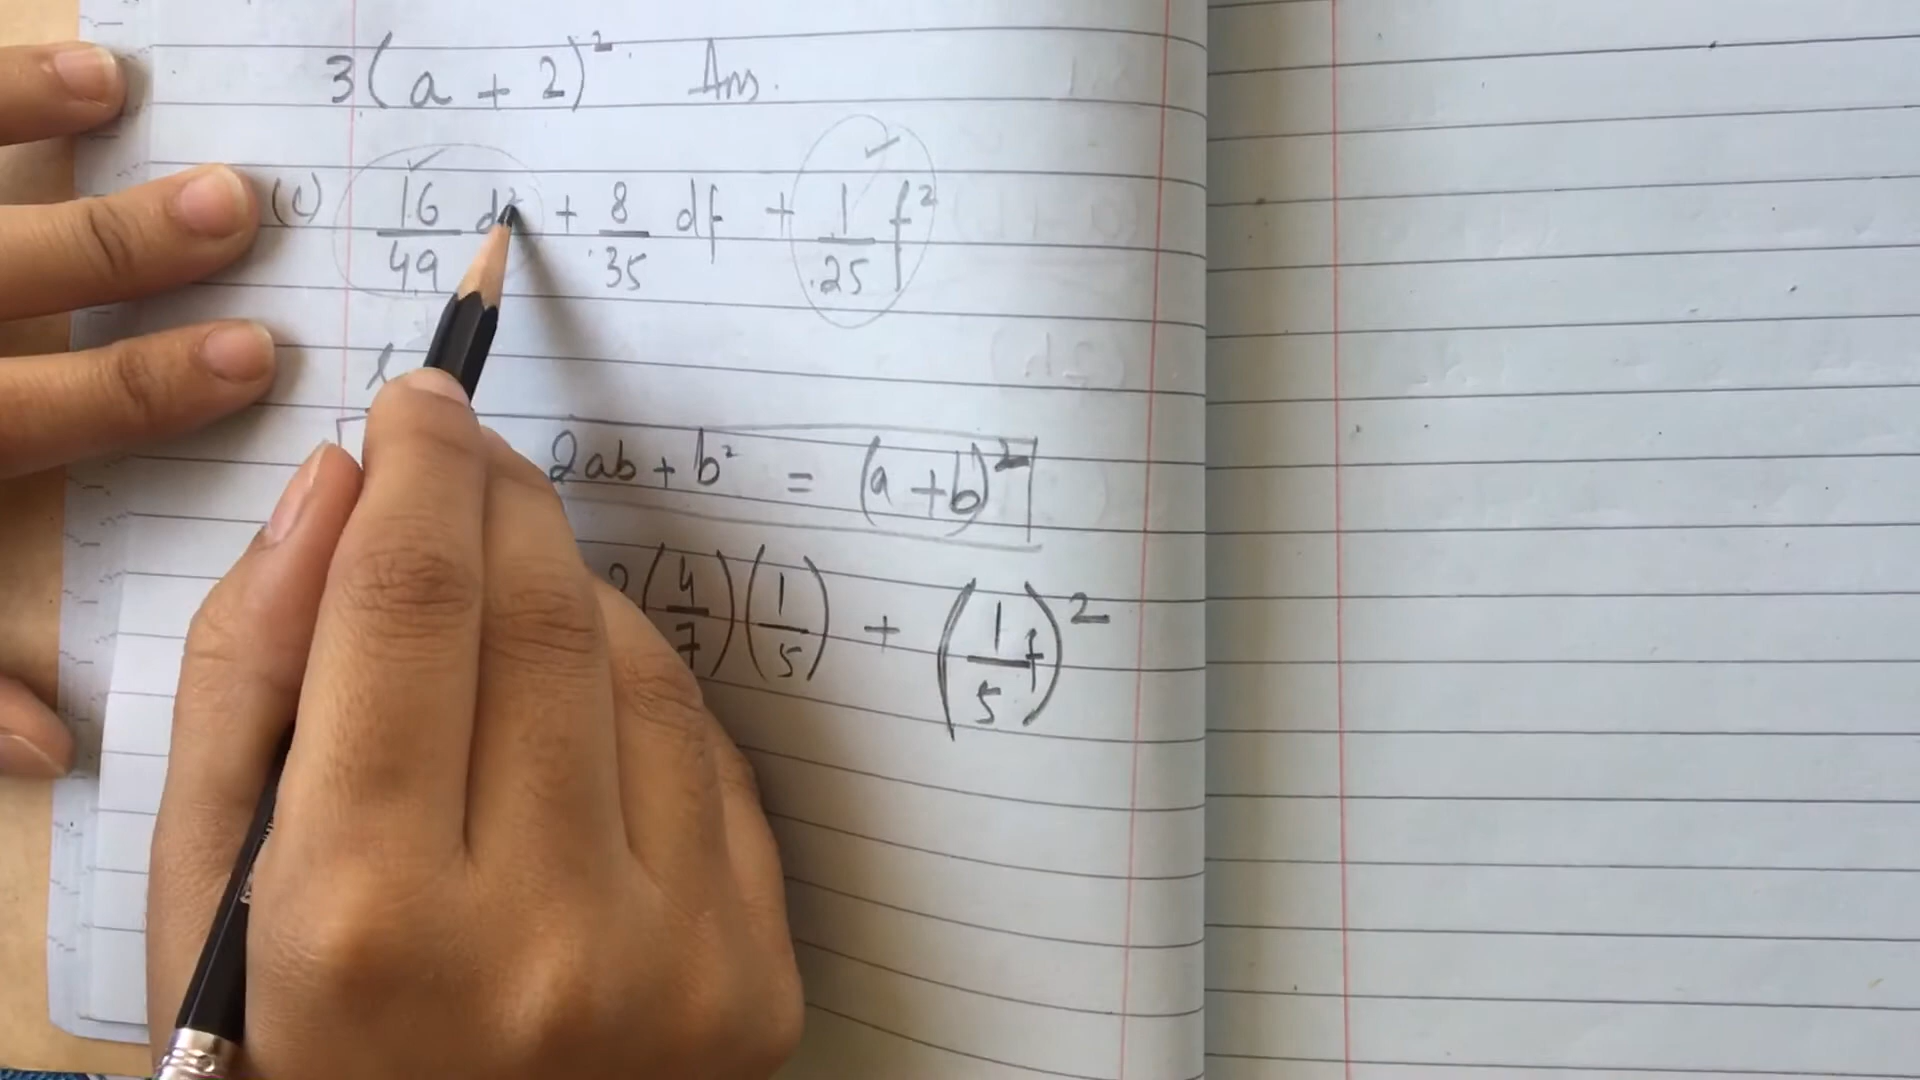 3(a + 2)² Ans.
(c) 16/49 d² + 8/35 df + 1/25 f²
2ab + b² = (a + b)²
2(4/7)(1/5) + (1/5 f)²